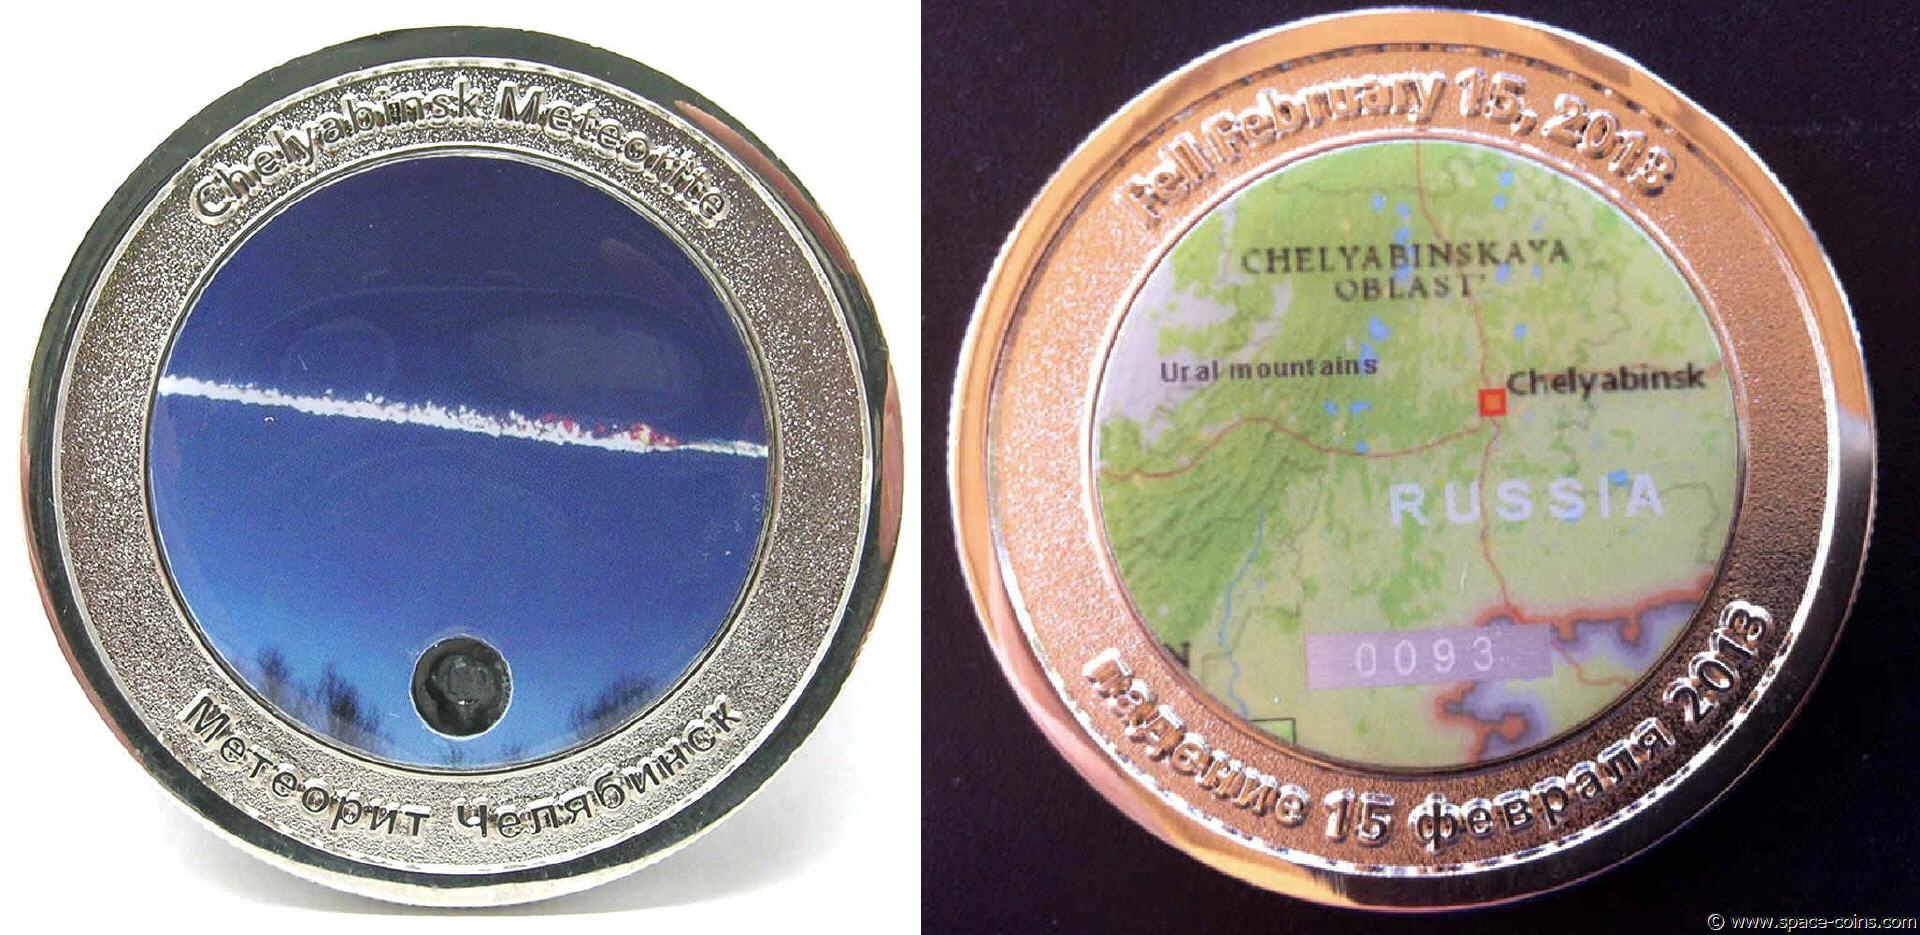 Chelyabinsk Meteorite
Метеорит Челябинск
Fell February 15, 2013
CHELYABINSKAYA
OBLAST'
Ural mountains
Chelyabinsk
RUSSIA
0093
N
падение 15 февраля 2013
© www.space-coins.com